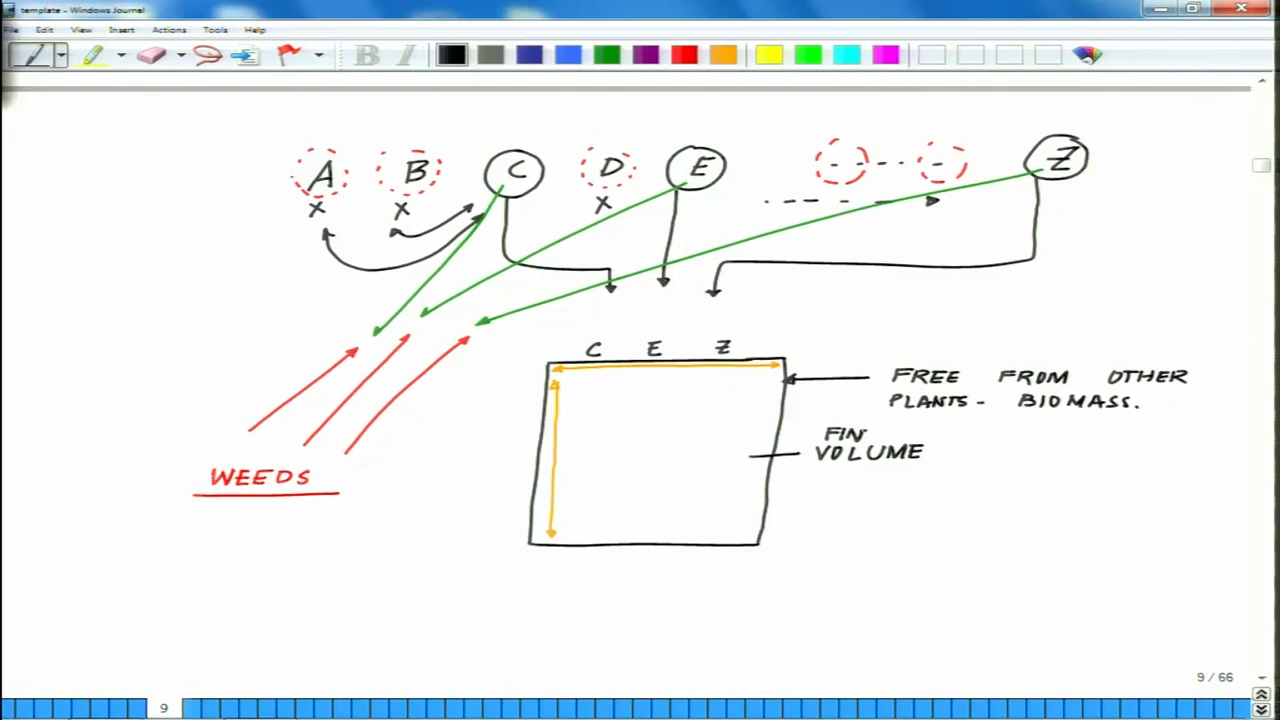 template - Windows Journal
File Edit View Insert Actions Tools Help
B I
A B C D E Z
x x x
C E Z
FREE FROM OTHER
PLANTS - BIOMASS.
FIN
VOLUME
WEEDS
9 / 66
9